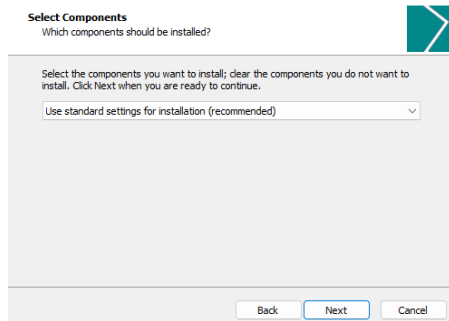 Select Components
Which components should be installed?
Select the components you want to install; clear the components you do not want to
install. Click Next when you are ready to continue.
Use standard settings for installation (recommended)
Back Next Cancel